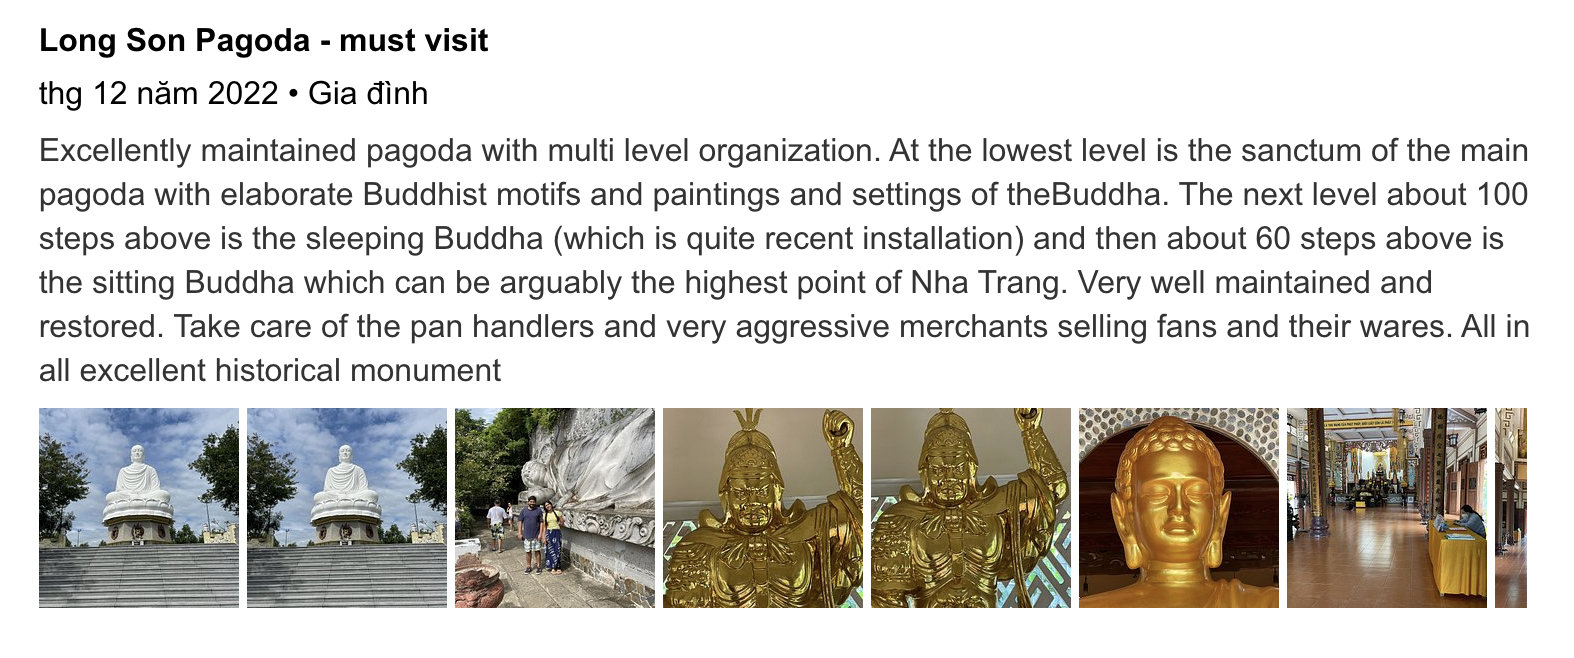 Long Son Pagoda - must visit
thg 12 năm 2022 • Gia đình
Excellently maintained pagoda with multi level organization. At the lowest level is the sanctum of the main
pagoda with elaborate Buddhist motifs and paintings and settings of theBuddha. The next level about 100
steps above is the sleeping Buddha (which is quite recent installation) and then about 60 steps above is
the sitting Buddha which can be arguably the highest point of Nha Trang. Very well maintained and
restored. Take care of the pan handlers and very aggressive merchants selling fans and their wares. All in
all excellent historical monument